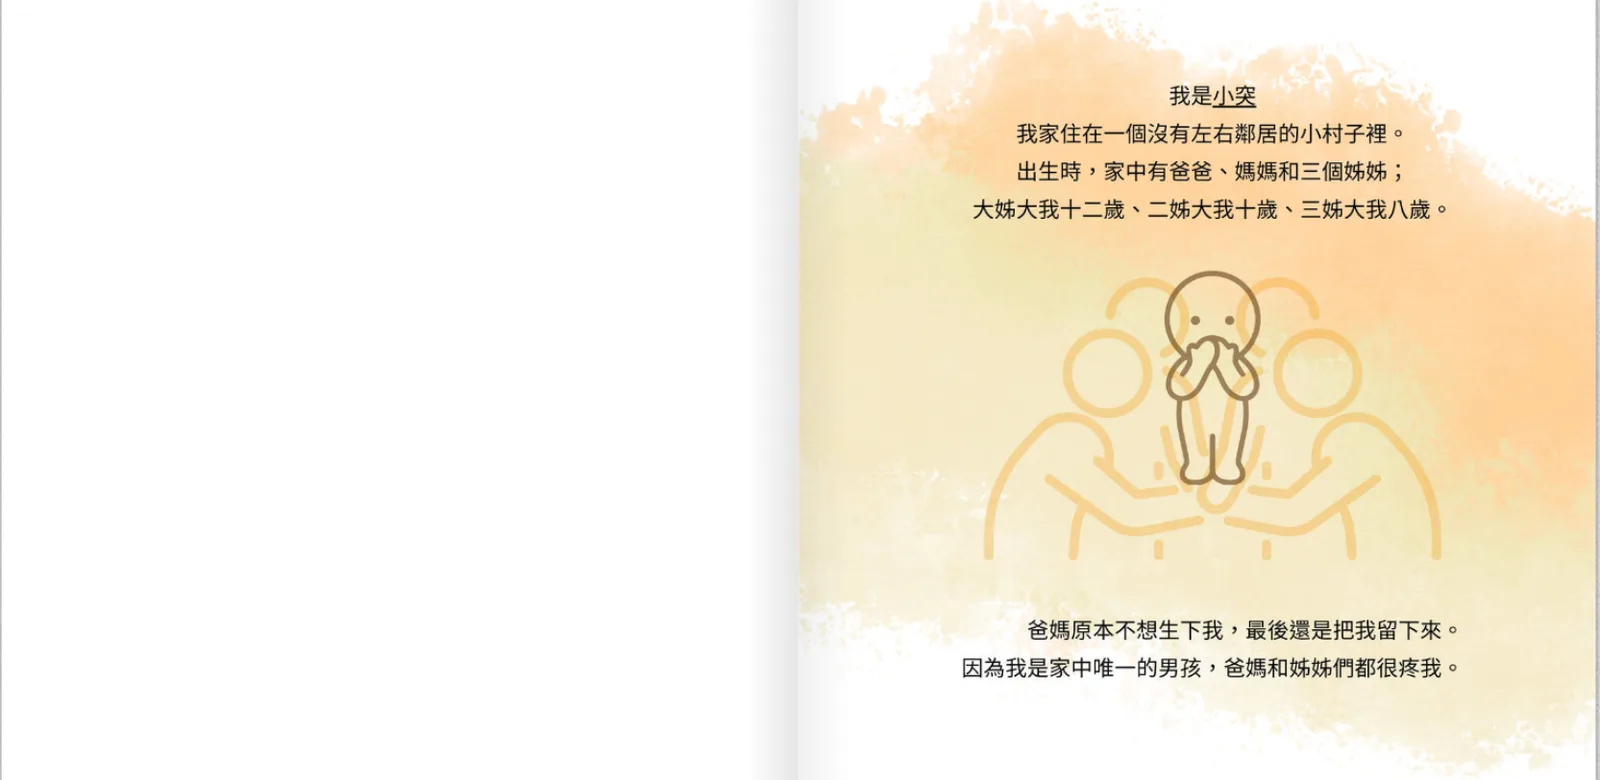 我是小突
我家住在一個沒有左右鄰居的小村子裡。
出生時，家中有爸爸、媽媽和三個姊姊；
大姊大我十二歲、二姊大我十歲、三姊大我八歲。
爸媽原本不想生下我，最後還是把我留下來。
因為我是家中唯一的男孩，爸媽和姊姊們都很疼我。